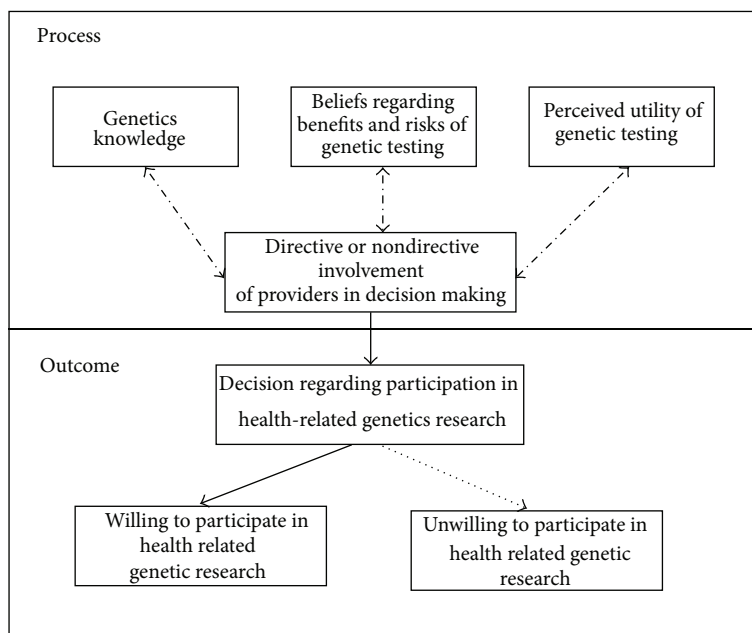 Process
Genetics
knowledge
Beliefs regarding
benefits and risks of
genetic testing
Perceived utility of
genetic testing
Directive or nondirective
involvement
of providers in decision making
Outcome
Decision regarding participation in
health-related genetics research
Willing to participate in
health related
genetic research
Unwilling to participate in
health related genetic
research